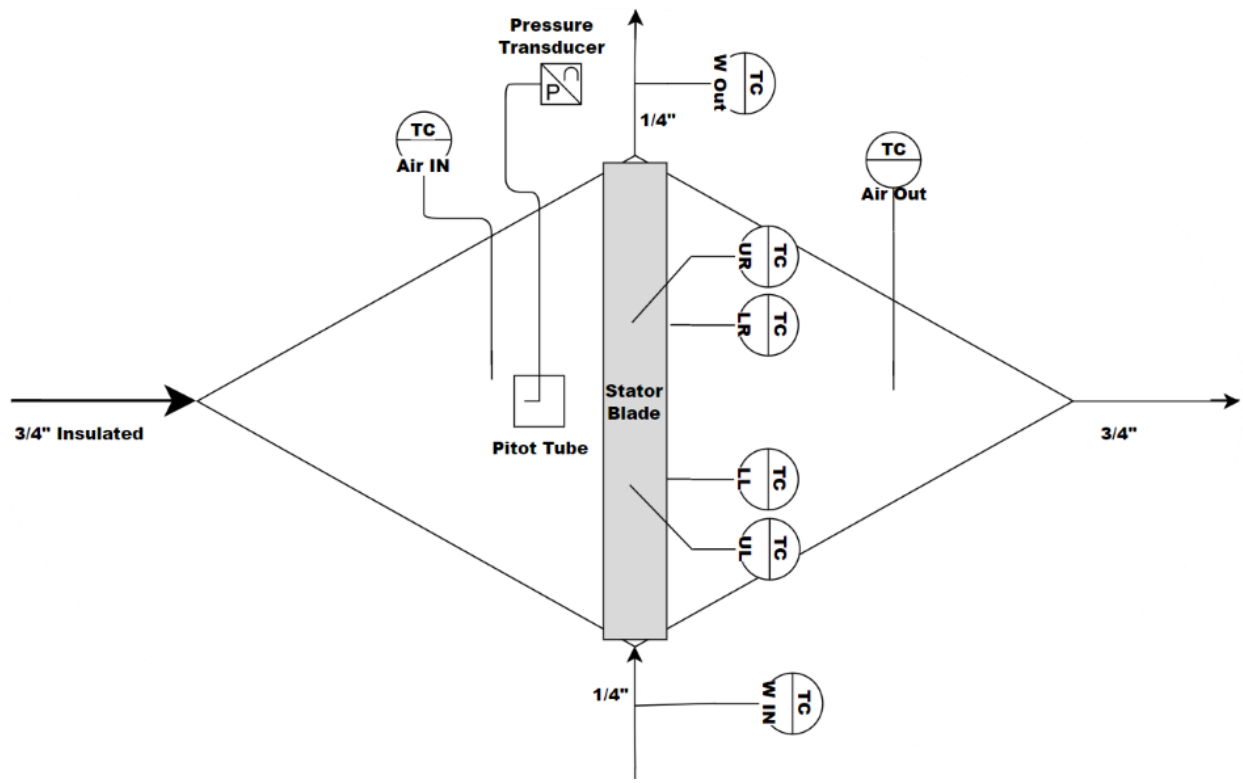 Pressure
Transducer
P
TC
W Out
1/4"
TC
Air IN
TC
Air Out
TC
UR
TC
LR
Stator
Blade
3/4" Insulated
Pitot Tube
3/4"
TC
LL
TC
UL
1/4"
TC
W IN